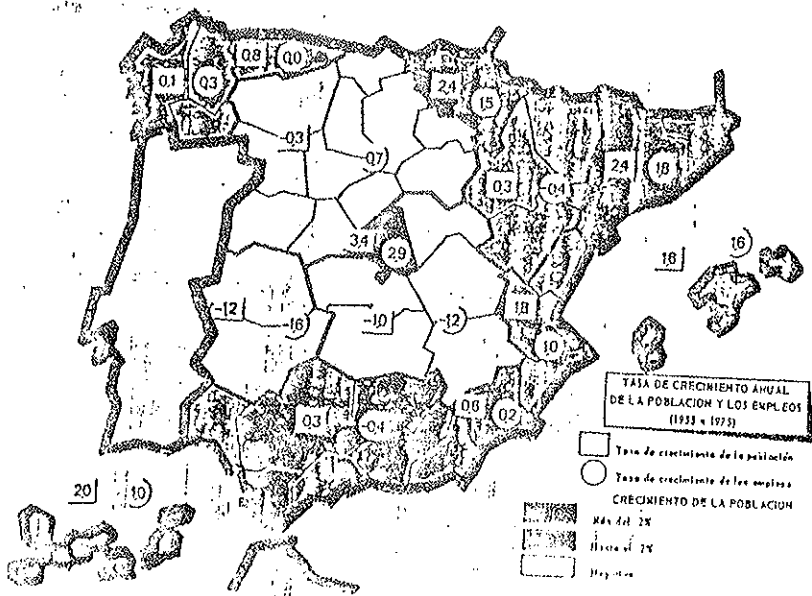 0,8 0,0
0,1 0,3
2,4
1,5
-0,3
0,7
0,3 -0,4
2,4 1,8
3,4
2,9
1,6
1,8
-1,2
-1,6
-1,0
-1,2
1,0
0,3 -0,4
0,6 0,2
2,0 1,0
TASA DE CRECIMIENTO ANUAL
DE LA POBLACION Y LOS EMPLEOS
(1955 a 1975)
Tasa de crecimiento de la población
Tasa de crecimiento de los empleos
CRECIMIENTO DE LA POBLACION
Más del 2%
Hasta el 2%
Negativo